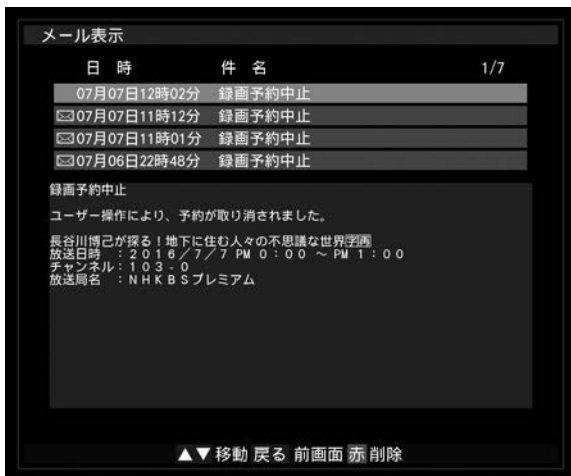 メール表示
日 時 件 名 1/7
07月07日12時02分 録画予約中止
07月07日11時12分 録画予約中止
07月07日11時01分 録画予約中止
07月06日22時48分 録画予約中止
録画予約中止
ユーザー操作により、予約が取り消されました。
長谷川博己が探る！地下に住む人々の不思議な世界字再
放送日時 ：２０１６／７／７ PM ０：００ ～ PM １：００
チャンネル：１０３－０
放送局名 ：ＮＨＫＢＳプレミアム
▲▼ 移動 戻る 前画面 赤 削除